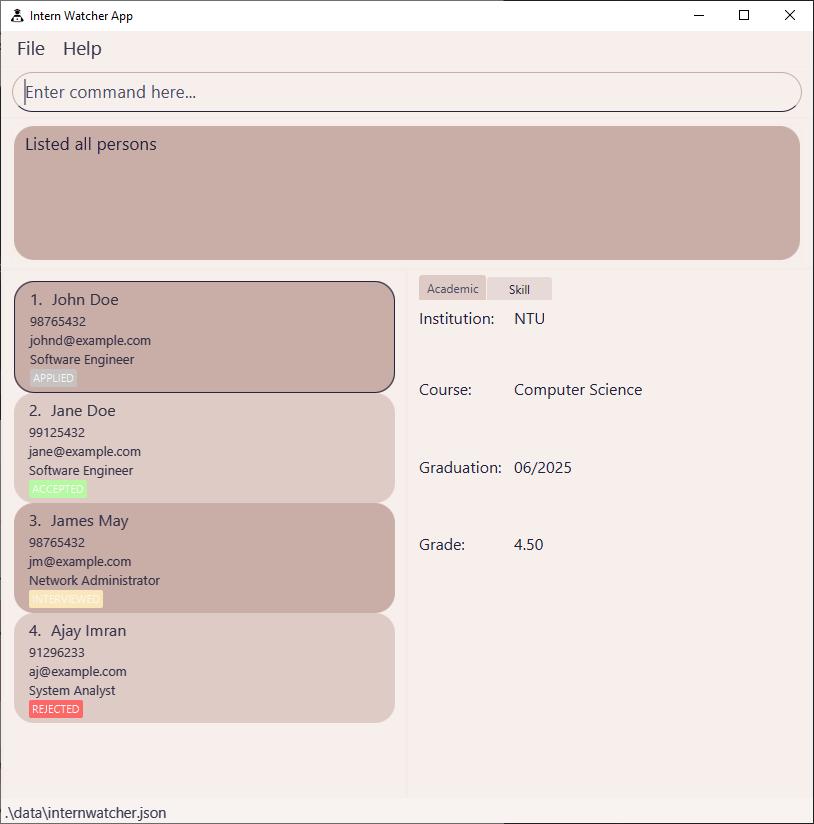 Intern Watcher App
File Help
Enter command here...
Listed all persons
1. John Doe
98765432
johnd@example.com
Software Engineer
APPLIED
2. Jane Doe
99125432
jane@example.com
Software Engineer
ACCEPTED
3. James May
98765432
jm@example.com
Network Administrator
INTERVIEWED
4. Ajay Imran
91296233
aj@example.com
System Analyst
REJECTED
Academic Skill
Institution: NTU
Course: Computer Science
Graduation: 06/2025
Grade: 4.50
.\data\internwatcher.json